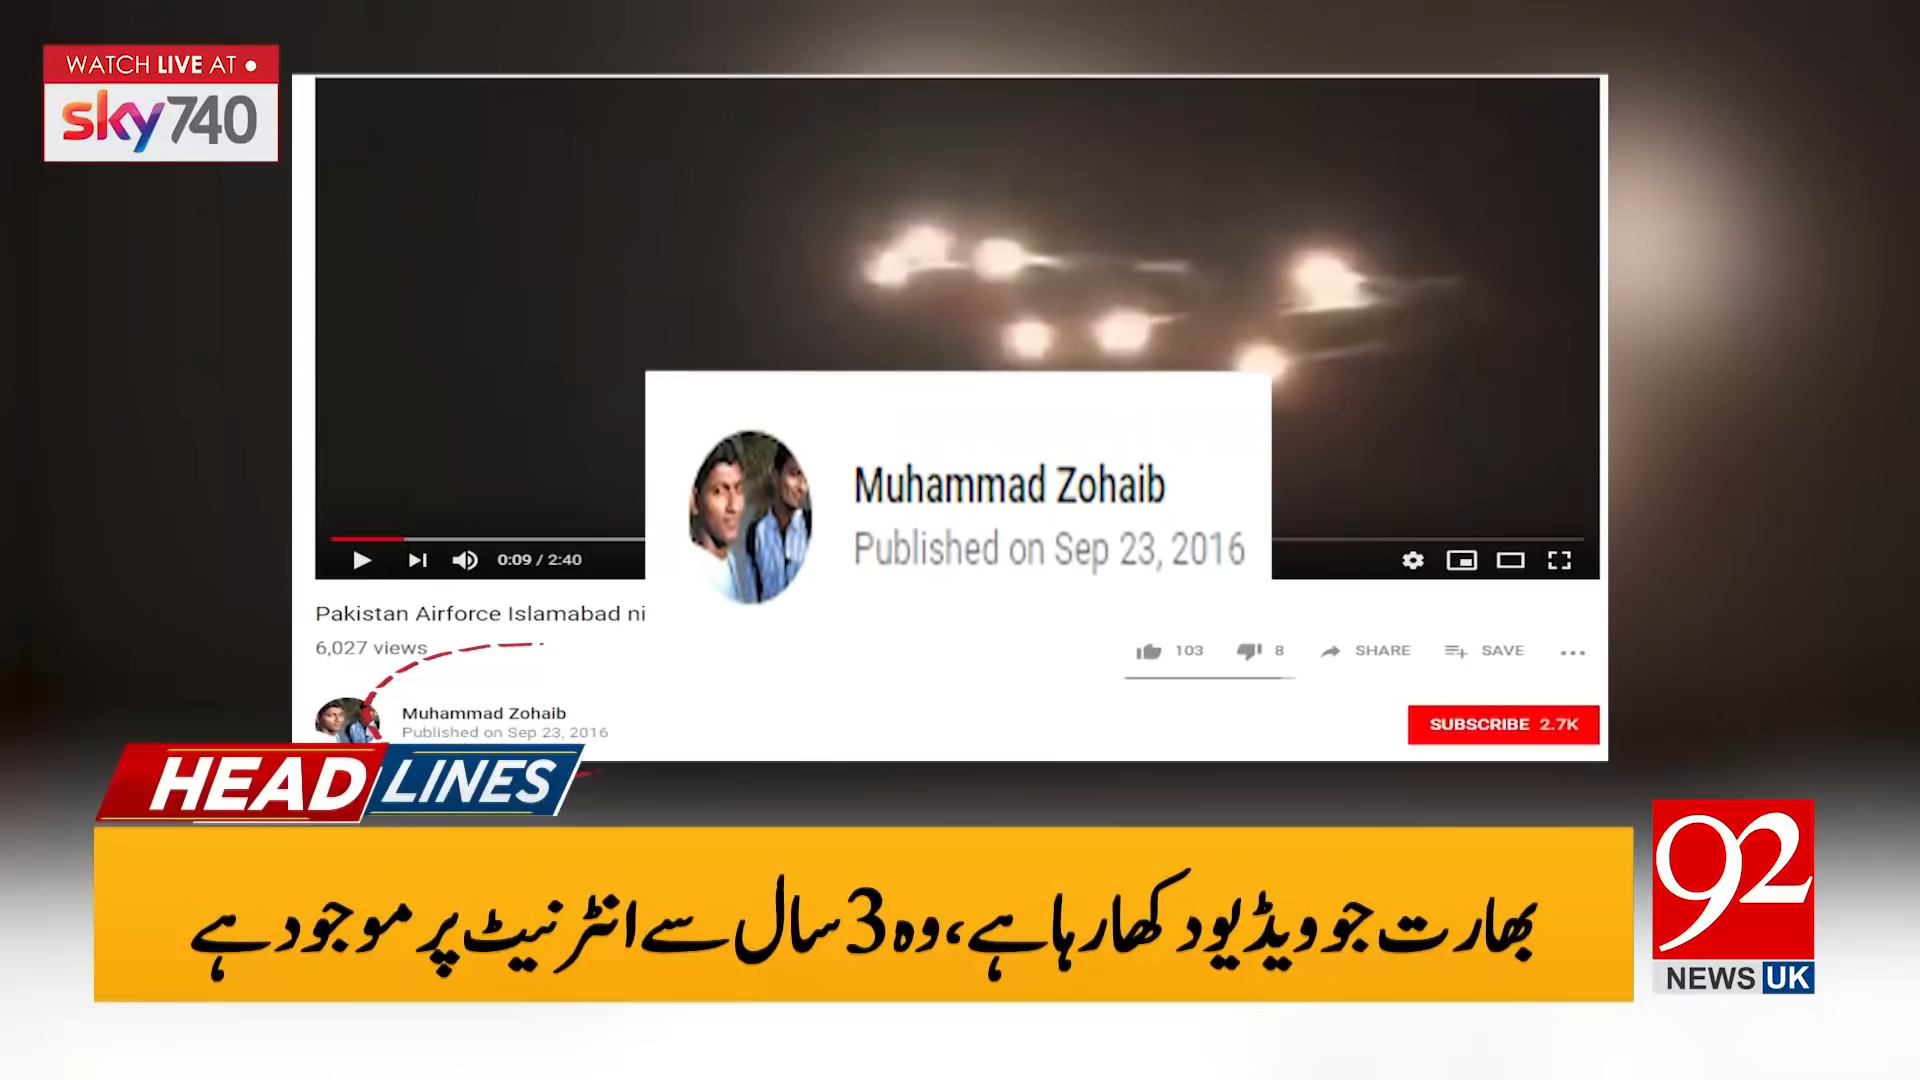 WATCH LIVE AT
sky 740
Muhammad Zohaib
Published on Sep 23, 2016
0:09 / 2:40
Pakistan Airforce Islamabad ni
6,027 views
103 8 SHARE SAVE
Muhammad Zohaib
Published on Sep 23, 2016
SUBSCRIBE 2.7K
HEADLINES
بھارت جو ویڈیو دکھا رہا ہے، وہ 3 سال سے انٹرنیٹ پر موجود ہے
92
NEWS UK